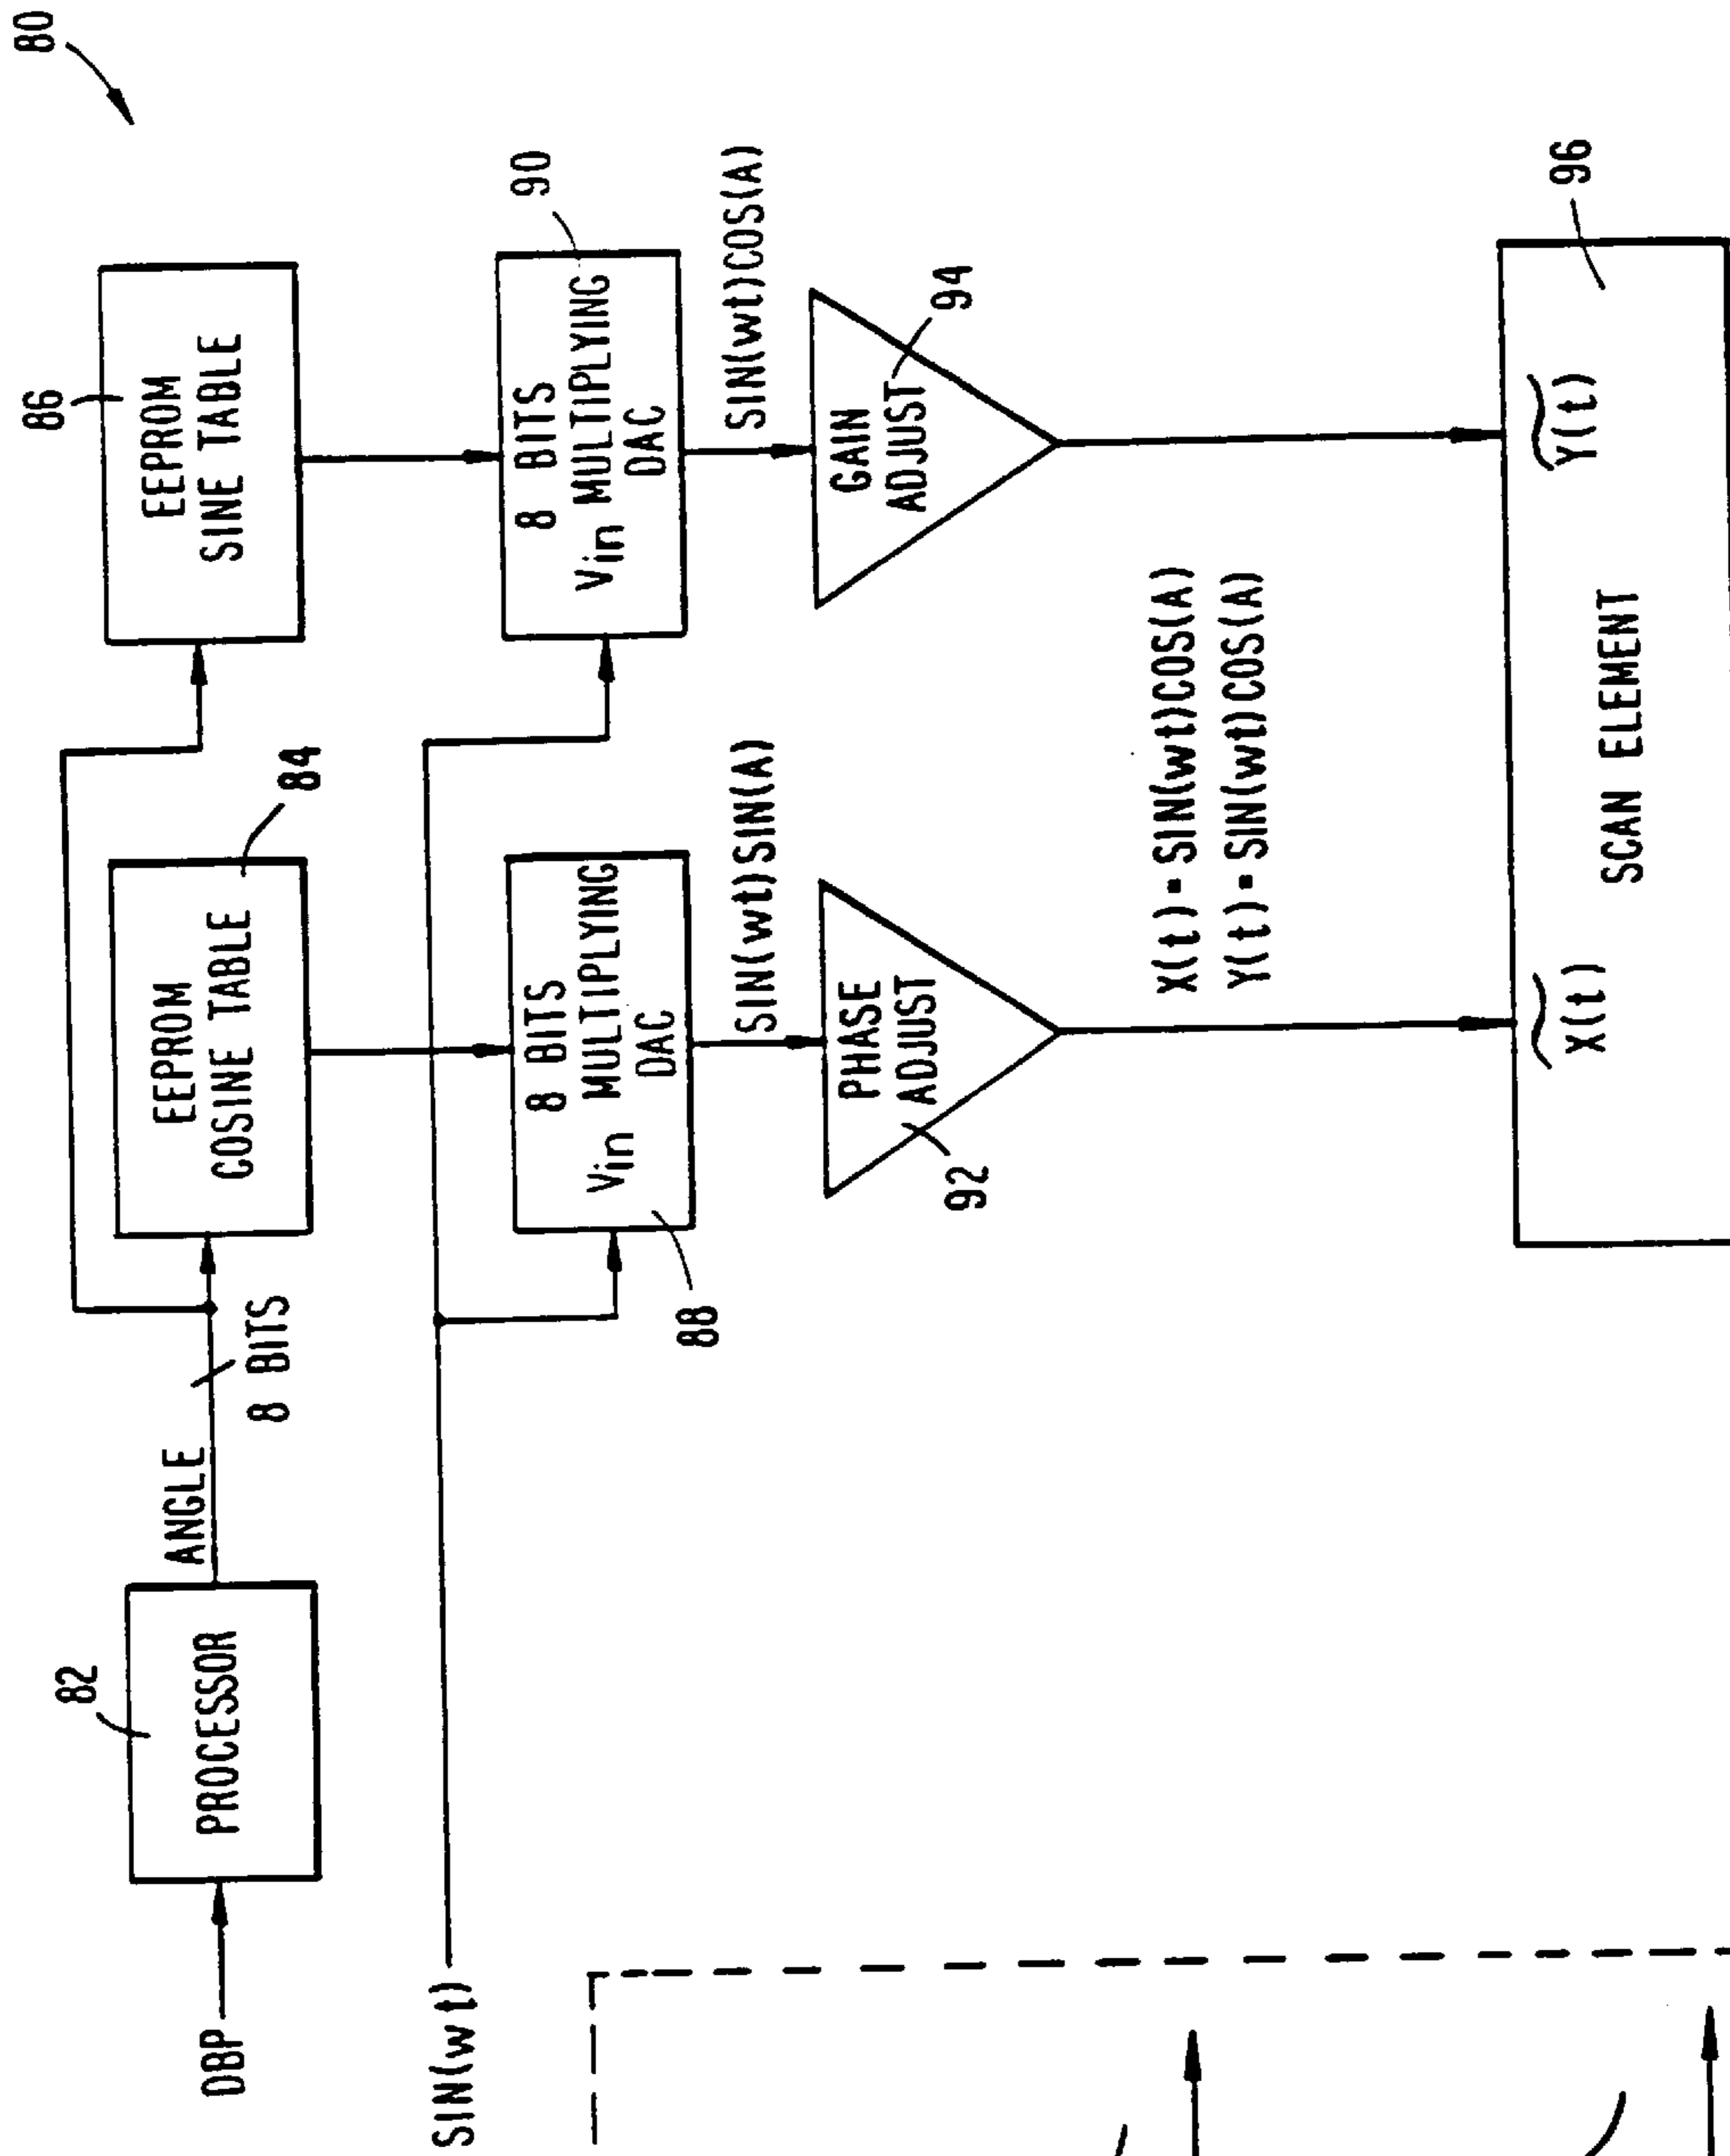 80
86
EEPROM
SINE TABLE
EEPROM
COSINE TABLE
84
ANGLE
8 BITS
82
PROCESSOR
DBP
SIN(wt)
8 BITS
Vin MULTIPLYING
DAC
90
8 BITS
Vin MULTIPLYING
DAC
88
SIN(wt)SIN(A)
SIN(wt)COS(A)
PHASE
ADJUST
92
GAIN
ADJUST
94
X(t)=SIN(wt)COS(A)
Y(t)=SIN(wt)COS(A)
X(t)
Y(t)
SCAN ELEMENT
96